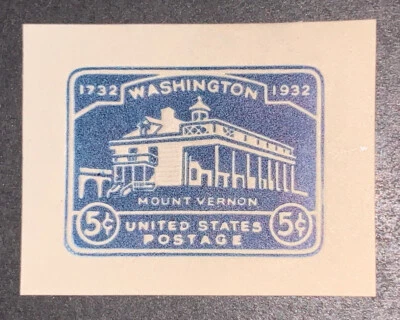 1732 WASHINGTON 1932
MOUNT VERNON
5¢ UNITED STATES 5¢
POSTAGE